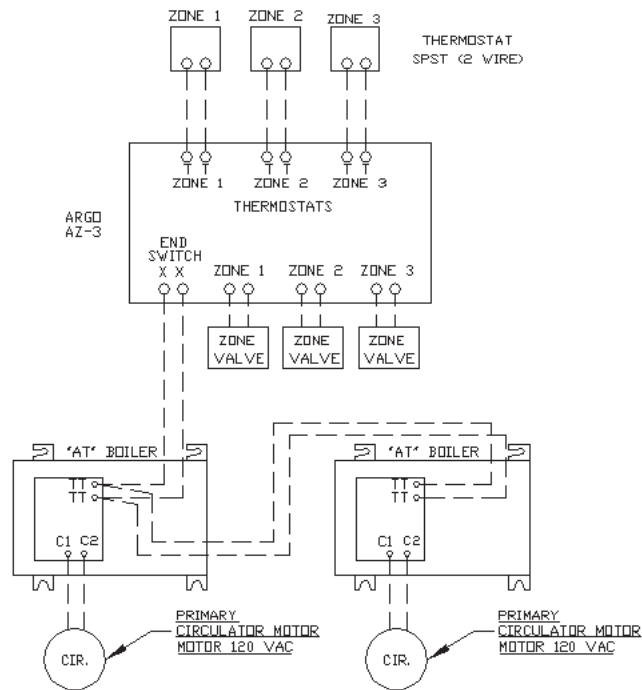 ZONE 1
ZONE 2
ZONE 3
THERMOSTAT
SPST (2 WIRE)
ZONE 1
ZONE 2
ZONE 3
THERMOSTATS
ARGO
AZ-3
END
SWITCH
X X
ZONE 1
ZONE 2
ZONE 3
ZONE
VALVE
ZONE
VALVE
ZONE
VALVE
"AT" BOILER
TT
TT
C1 C2
"AT" BOILER
TT
TT
C1 C2
CIR.
PRIMARY
CIRCULATOR MOTOR
MOTOR 120 VAC
CIR.
PRIMARY
CIRCULATOR MOTOR
MOTOR 120 VAC